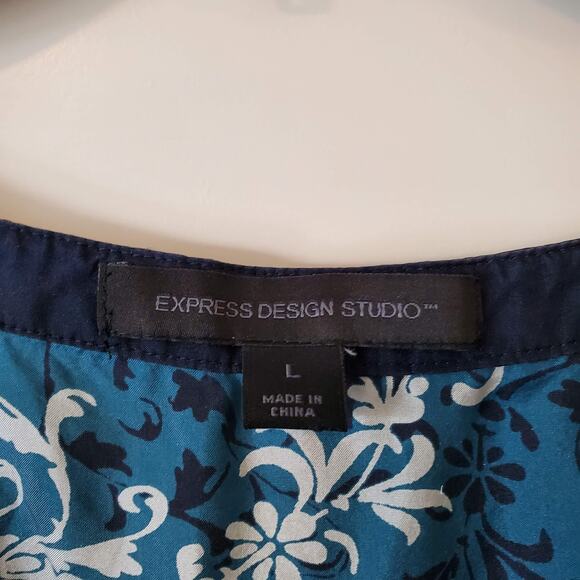 EXPRESS DESIGN STUDIO™
L
MADE IN
CHINA